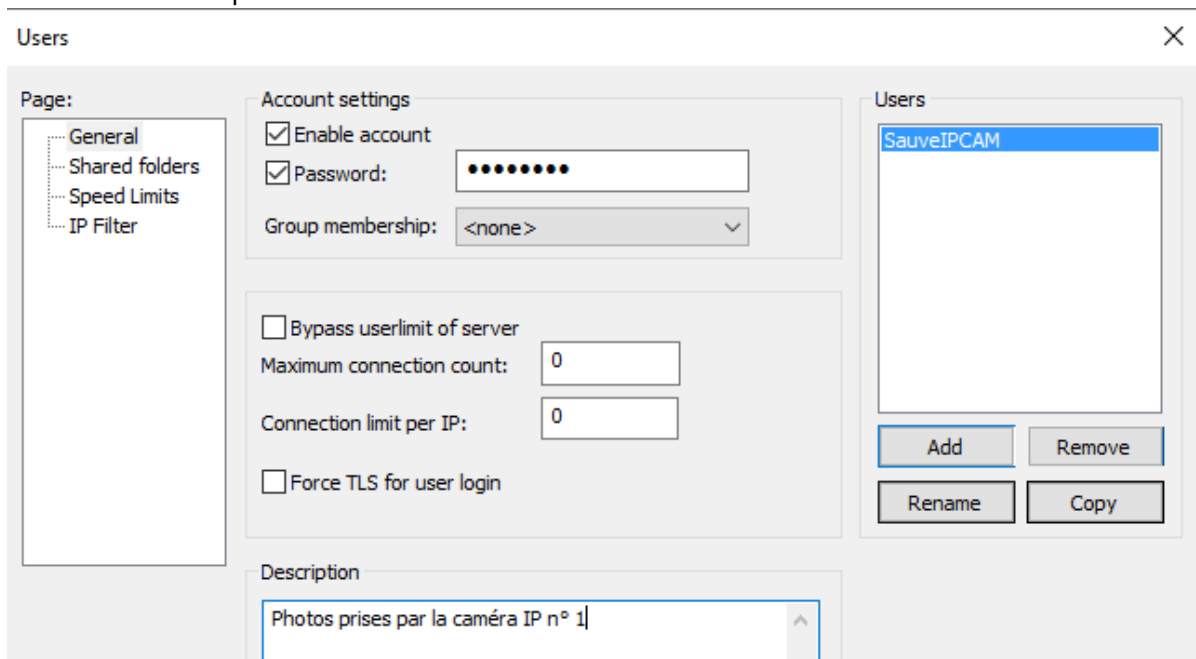 Users
Page:
General
Shared folders
Speed Limits
IP Filter
Account settings
Enable account
Password: ●●●●●●●●
Group membership: <none>
Bypass userlimit of server
Maximum connection count: 0
Connection limit per IP: 0
Force TLS for user login
Description
Photos prises par la caméra IP n° 1
Users
SauveIPCAM
Add Remove
Rename Copy